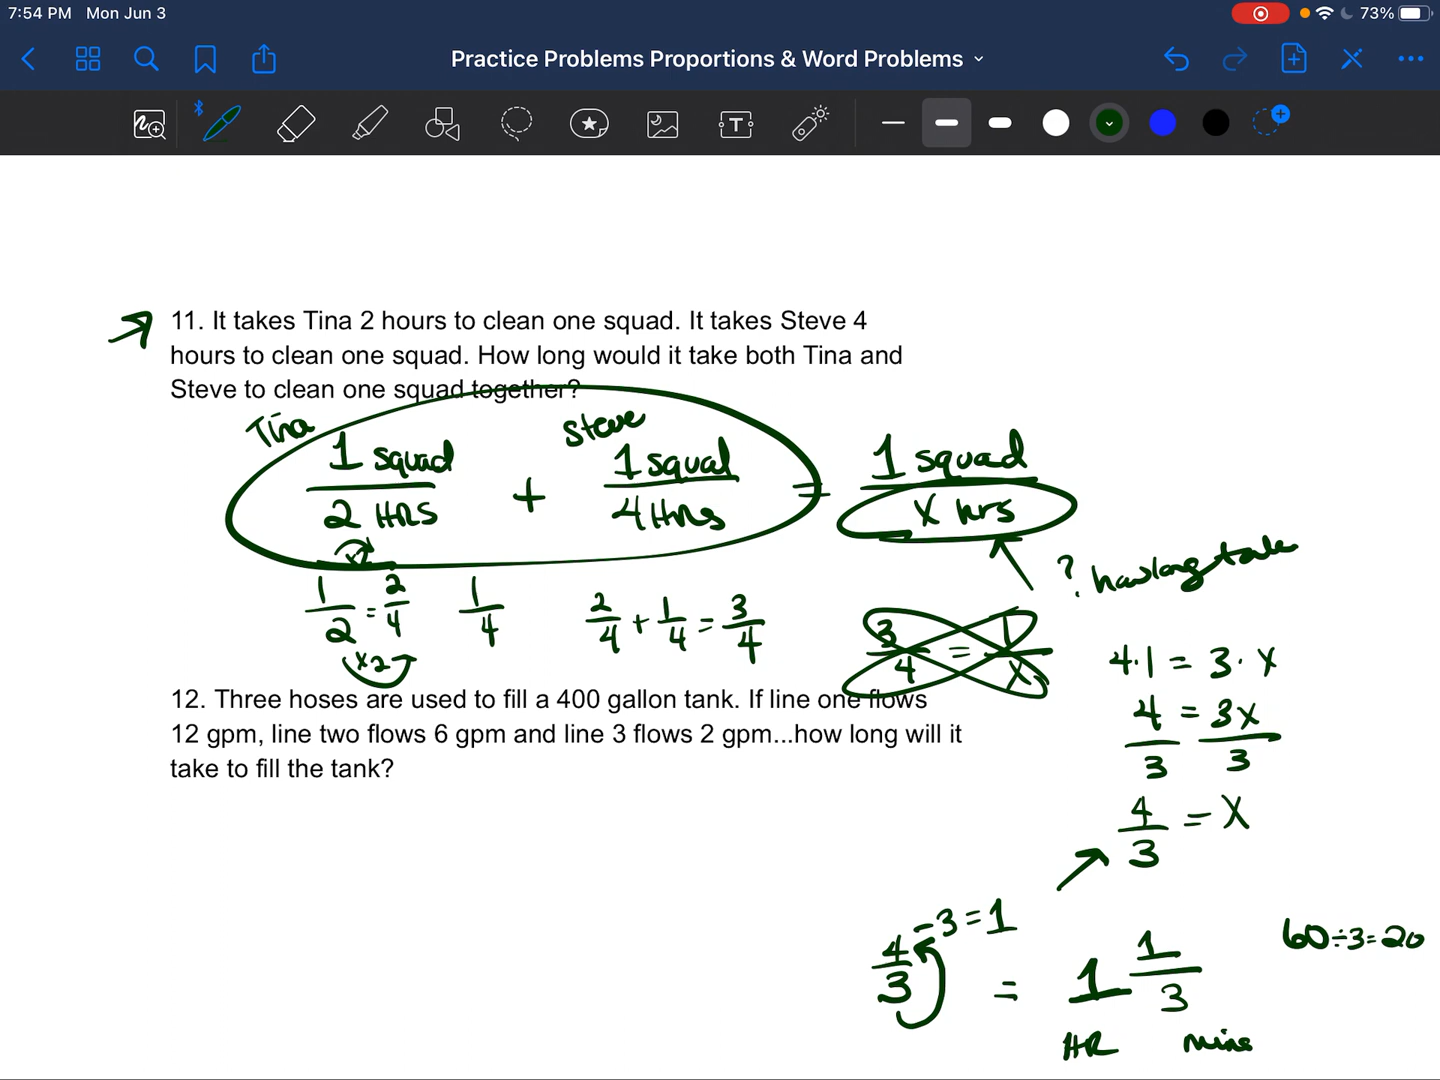 7:54 PM Mon Jun 3
73%
Practice Problems Proportions & Word Problems
T
11. It takes Tina 2 hours to clean one squad. It takes Steve 4
hours to clean one squad. How long would it take both Tina and
Steve to clean one squad together?
Tina Steve
1 squad + 1 squad = 1 squad
2 HRS 4 Hrs x hrs
x2
? how long take
1/2 = 2/4 1/4 2/4 + 1/4 = 3/4 3/4 = 1/x
x2
4·1 = 3·x
4 = 3x
3 3
4/3 = x
12. Three hoses are used to fill a 400 gallon tank. If line one flows
12 gpm, line two flows 6 gpm and line 3 flows 2 gpm...how long will it
take to fill the tank?
4/3 -3=1 = 1 1/3
60÷3=20
HR mins